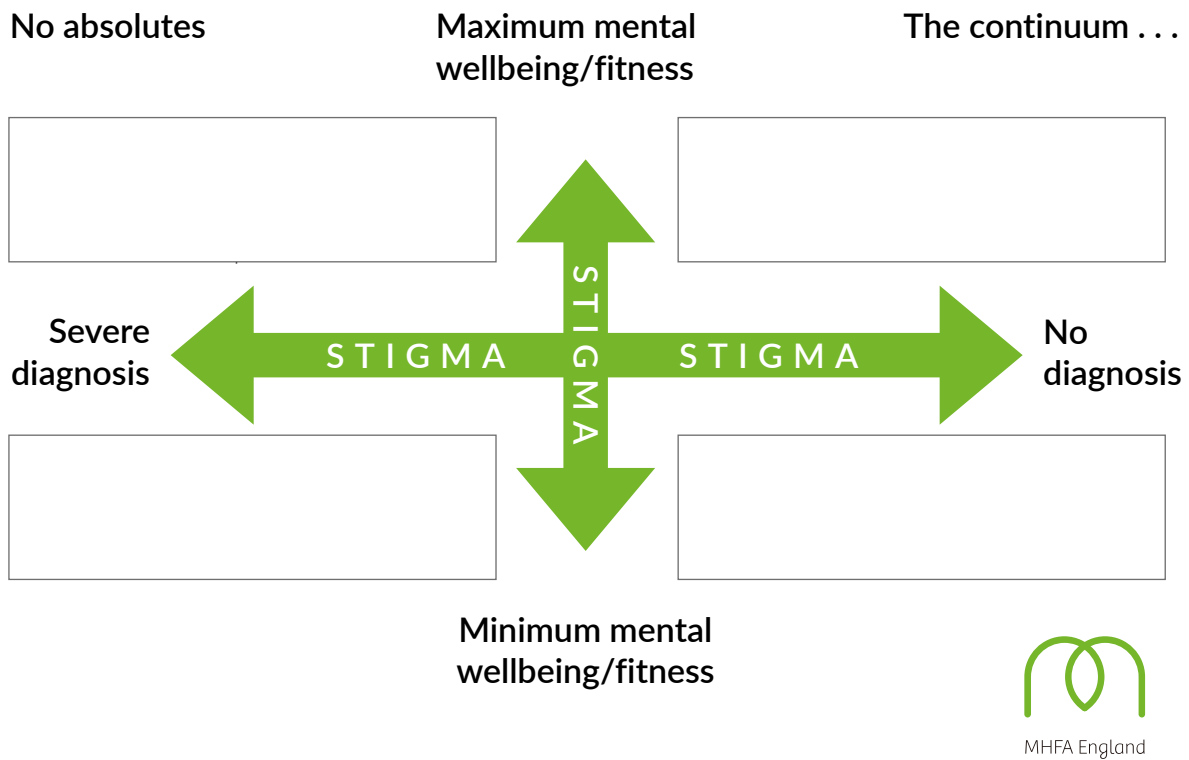 No absolutes
Maximum mental
wellbeing/fitness
The continuum . . .
STIGMA
Severe
diagnosis
STIGMA
STIGMA
No
diagnosis
Minimum mental
wellbeing/fitness
MHFA England